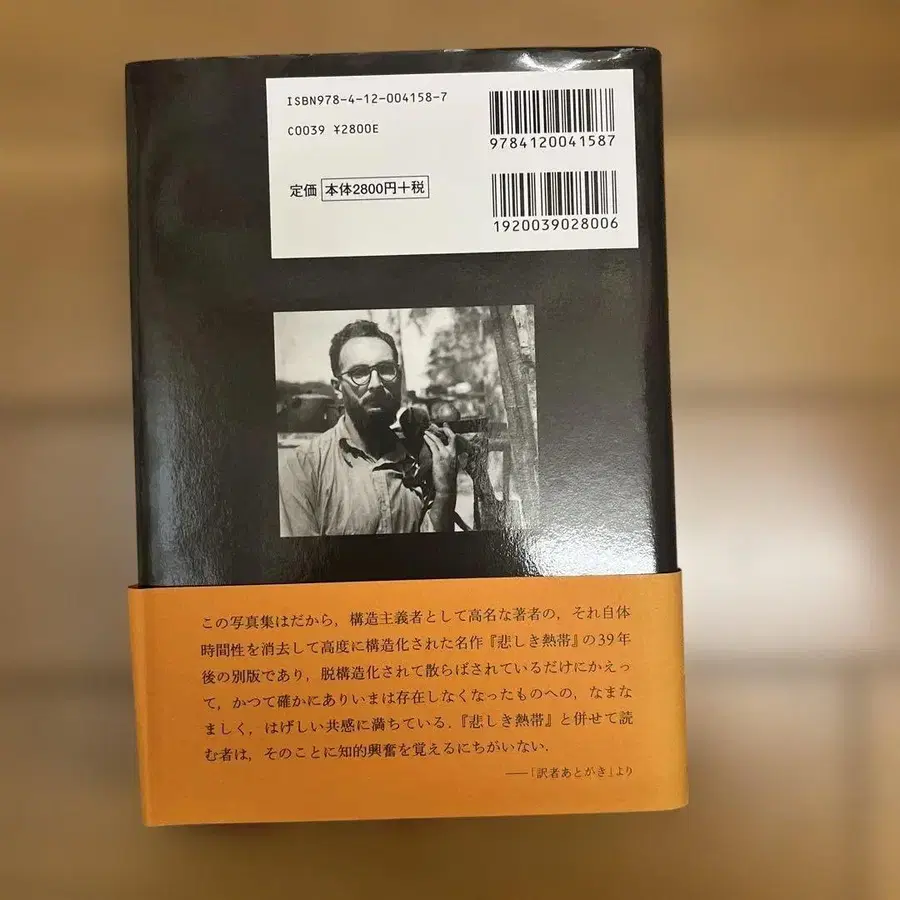 ISBN978-4-12-004158-7
C0039 ¥2800E
定価 本体2800円+税
9784120041587
1920039028006
この写真集はだから，構造主義者として高名な著者の，それ自体
時間性を消去して高度に構造化された名作『悲しき熱帯』の39年
後の別版であり，脱構造化されて散らばされているだけにかえっ
て，かつて確かにありいまは存在しなくなったものへの，なまな
ましく，はげしい共感に満ちている．『悲しき熱帯』と併せて読
む者は，そのことに知的興奮を覚えるにちがいない．
──「訳者あとがき」より